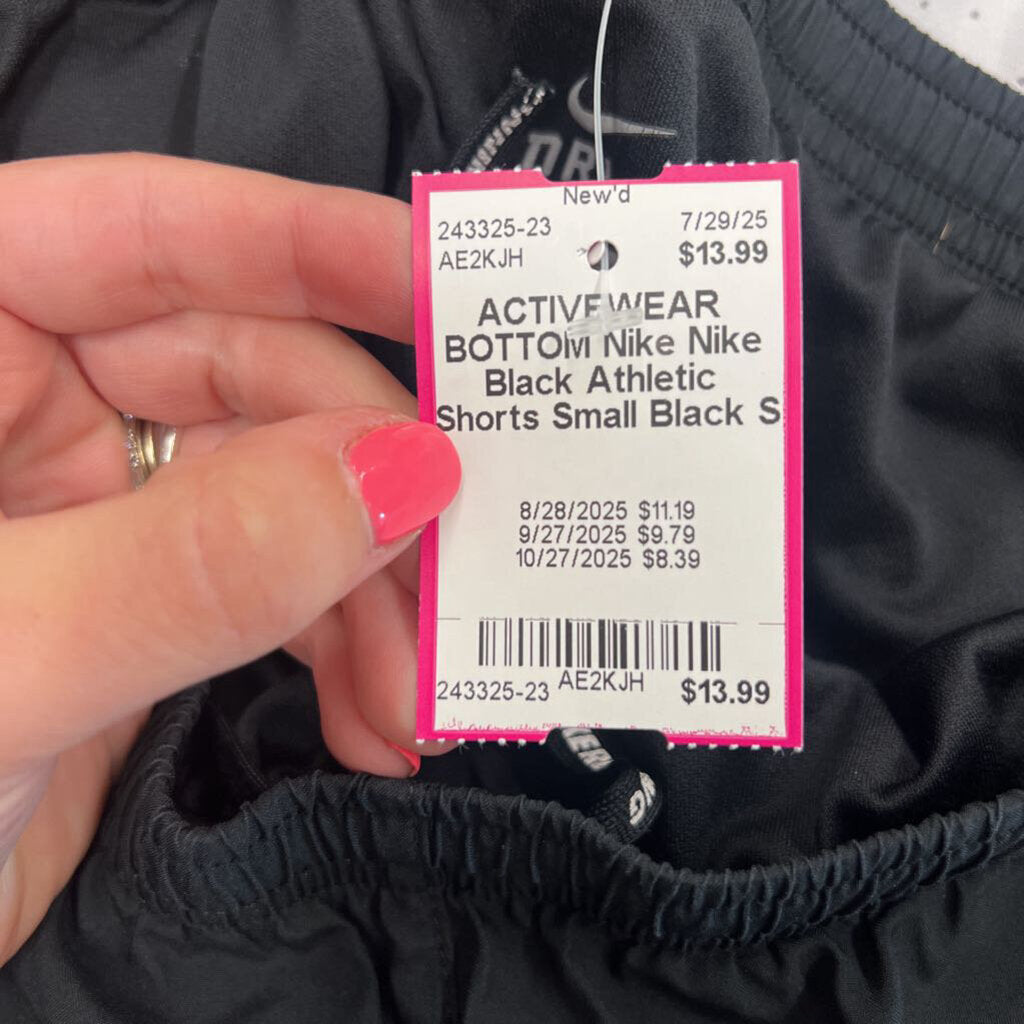 DRY
New'd
243325-23 7/29/25
AE2KJH $13.99
ACTIVEWEAR
BOTTOM Nike Nike
Black Athletic
Shorts Small Black S
8/28/2025 $11.19
9/27/2025 $9.79
10/27/2025 $8.39
243325-23 AE2KJH $13.99